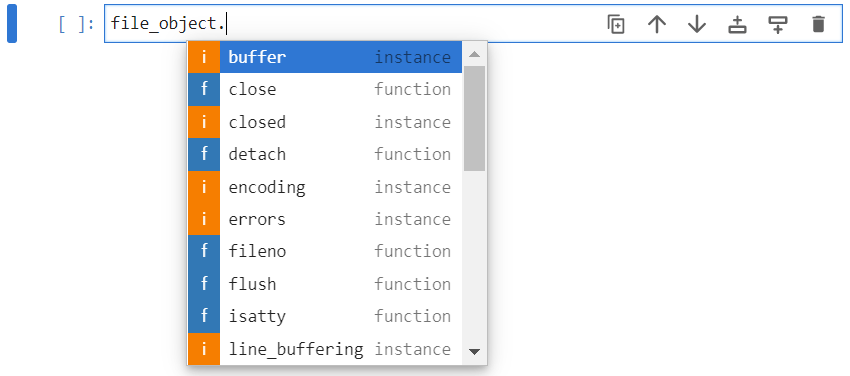 [ ]: file_object.
i buffer instance
f close function
i closed instance
f detach function
i encoding instance
i errors instance
f fileno function
f flush function
f isatty function
i line_buffering instance